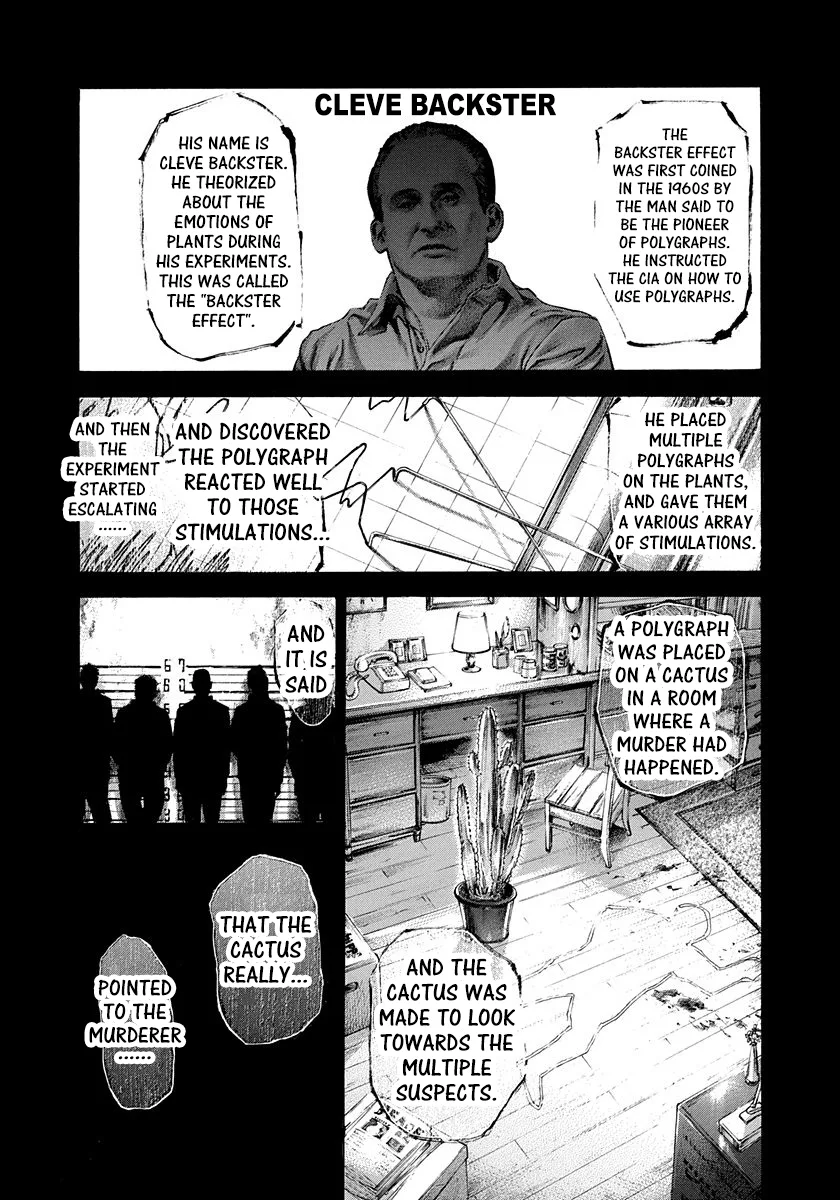 CLEVE BACKSTER
THE
BACKSTER EFFECT
WAS FIRST COINED
IN THE 1960S BY
THE MAN SAID TO
BE THE PIONEER
OF POLYGRAPHS.
HE INSTRUCTED
THE CIA ON HOW TO
USE POLYGRAPHS.
HIS NAME IS
CLEVE BACKSTER.
HE THEORIZED
ABOUT THE
EMOTIONS OF
PLANTS DURING
HIS EXPERIMENTS.
THIS WAS CALLED
THE "BACKSTER
EFFECT".
HE PLACED
MULTIPLE
POLYGRAPHS
ON THE PLANTS,
AND GAVE THEM
A VARIOUS ARRAY
OF STIMULATIONS.
AND DISCOVERED
THE POLYGRAPH
REACTED WELL
TO THOSE
STIMULATIONS...
AND THEN
THE
EXPERIMENT
STARTED
ESCALATING
......
A POLYGRAPH
WAS PLACED
ON A CACTUS
IN A ROOM
WHERE A
MURDER HAD
HAPPENED.
AND THE
CACTUS WAS
MADE TO LOOK
TOWARDS THE
MULTIPLE
SUSPECTS.
AND
IT IS
SAID
THAT THE
CACTUS
REALLY...
POINTED
TO THE
MURDERER
......